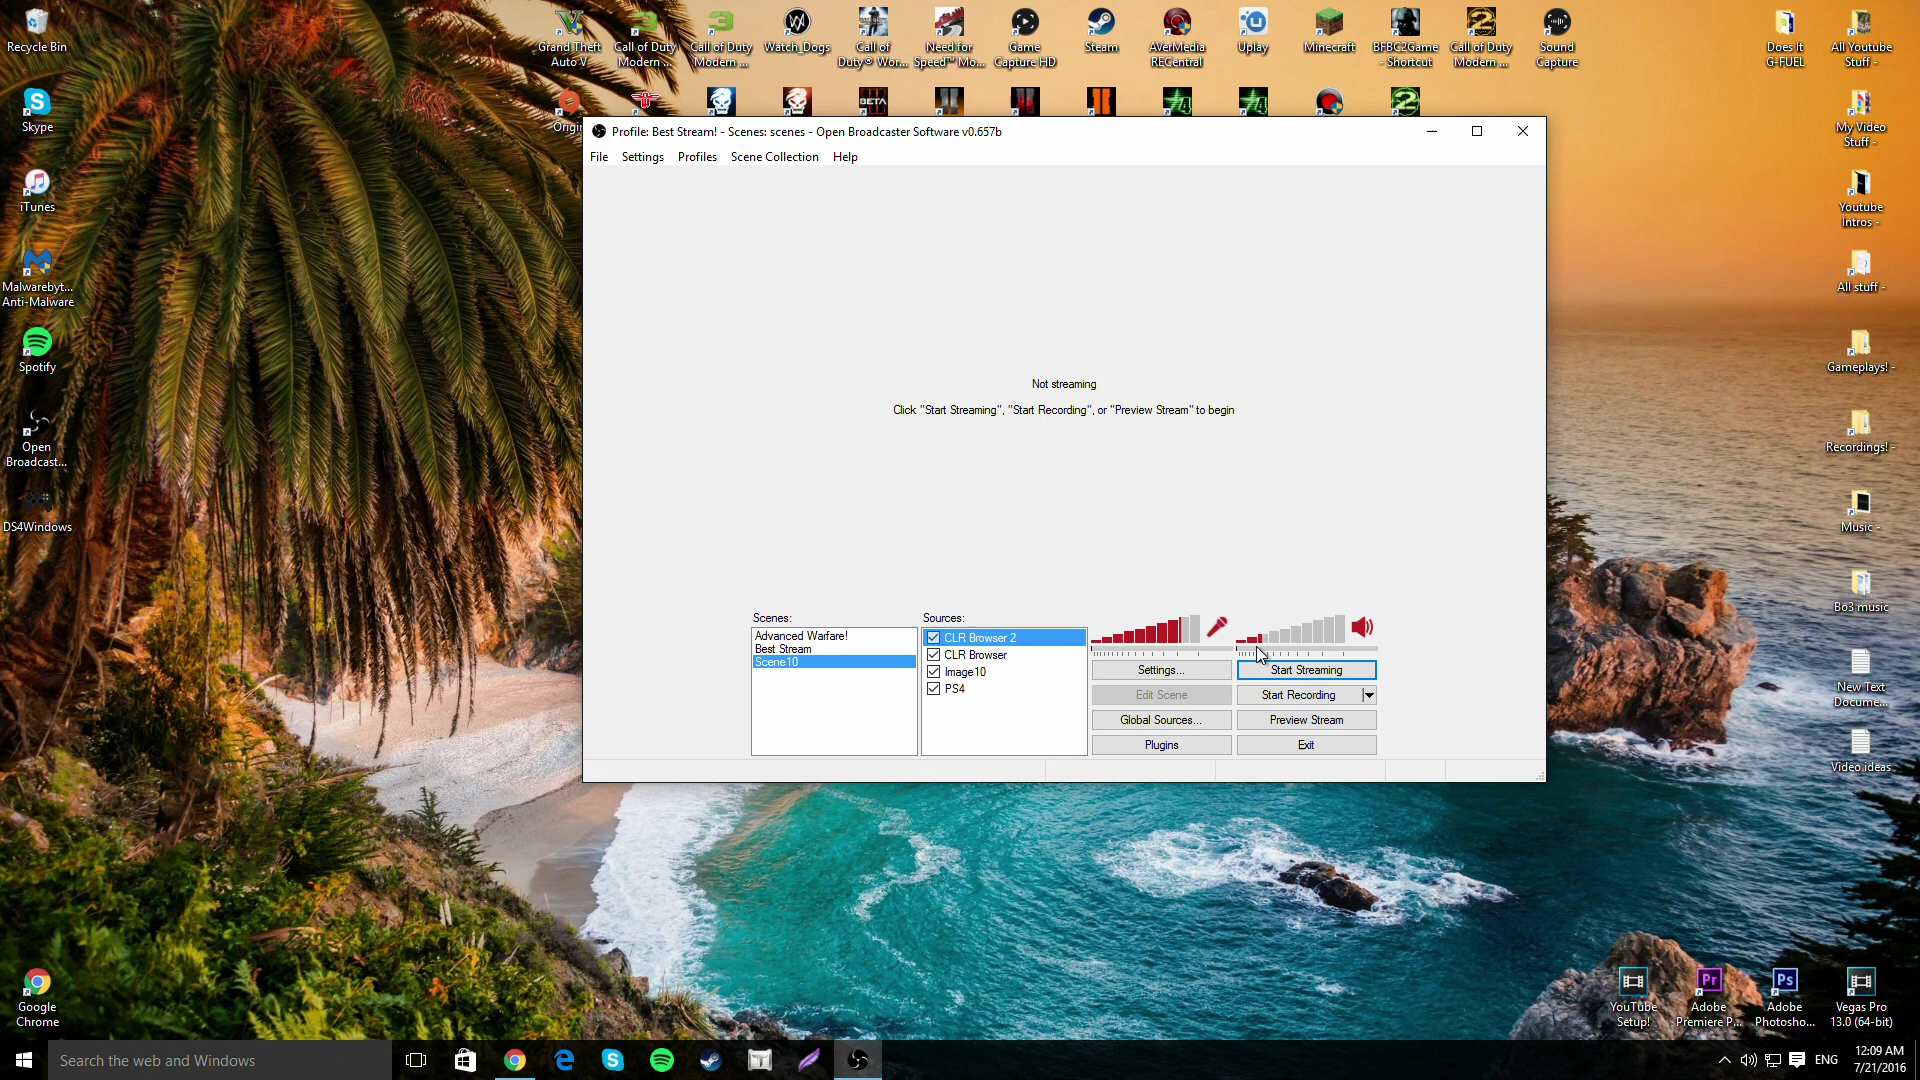 Recycle Bin
Grand Theft
Auto V
Call of Duty
Modern ...
Call of Duty
Modern ...
Watch_Dogs
Call of
Duty® Wor...
Need for
Speed™ Mo...
Game
Capture HD
Steam
AVerMedia
RECentral
Uplay
Minecraft
BFBC2Game
- Shortcut
Call of Duty
Modern ...
Sound
Capture
Does It
G-FUEL
All Youtube
Stuff -
Skype
Origin
BETA
My Video
Stuff -
Profile: Best Stream! - Scenes: scenes - Open Broadcaster Software v0.657b
File
Settings
Profiles
Scene Collection
Help
iTunes
Youtube
Intros -
Malwarebyt...
Anti-Malware
All stuff -
Spotify
Gameplays! -
Not streaming
Click "Start Streaming", "Start Recording", or "Preview Stream" to begin
Open
Broadcast...
Recordings! -
DS4Windows
Music -
Bo3 music
Scenes:
Advanced Warfare!
Best Stream
Scene10
Sources:
CLR Browser 2
CLR Browser
Image10
PS4
Settings...
Start Streaming
Edit Scene
Start Recording
Global Sources...
Preview Stream
Plugins
Exit
New Text
Docume...
Video ideas
Google
Chrome
YouTube
Setup!
Pr
Adobe
Premiere P...
Ps
Adobe
Photosho...
Vegas Pro
13.0 (64-bit)
Search the web and Windows
ENG
12:09 AM
7/21/2016